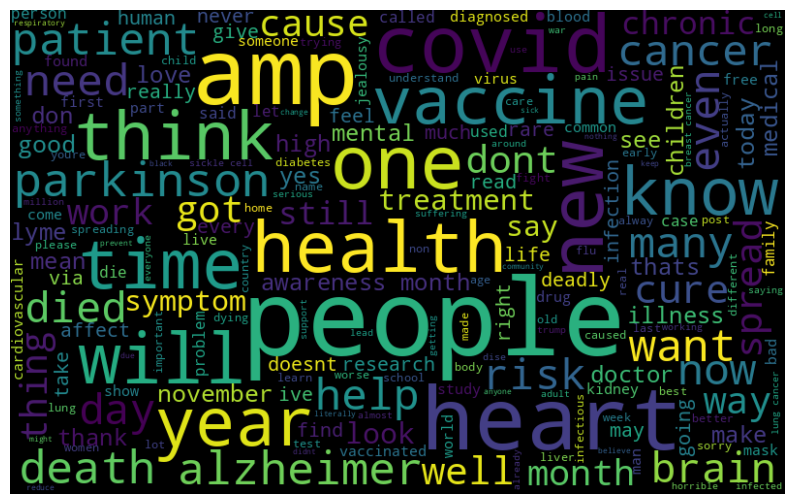 person
respiratory
human
never
called
diagnosed
blood
cell
patient
give
cause
someone
trying
covid
use
war
chronic
long
need
found
child
love
jealousy
understand
virus
pain
cancer
issue
something
really
amp
vaccine
care
sick
free
don
first
part
said
let
change
feel
children
even
today
medical
anything
good
think
high
mental
much
used
rare
common
see
youre
black
sickle cell
diabetes
one
dont
around
infection
early
breast cancer
actually
nothing
keep
parkinson
yes
read
new
know
million
name
serious
treatment
fight
come
work
got
still
home
suffering
say
many
alway
case
post
lyme
spreading
every
health
life
flu
thats
family
please
prevent
mean
live
non
country
everyone
time
awareness month
age
community
deadly
real
different
saying
spread
via
die
died
symptom
dying
people
right
drug
cure
cardiovascular
affect
important
problem
support
lead
made
old
trump
caused
illness
last
working
will
doesnt
getting
body
dise
risk
doctor
want
now
bad
thing
take
due
november
ive
research
learn
worse
school
help
study
anyone
kidney
best
way
lung cancer
show
day
year
find
look
heart
adult
infectious
week
better
lung
thank
literally
almost
test
vaccinated
world
may
going
make
mask
women
lot
man
sorry
might
didnt
already
believe
death
alzheimer
well
month
liver
brain
reduce
horrible
infected